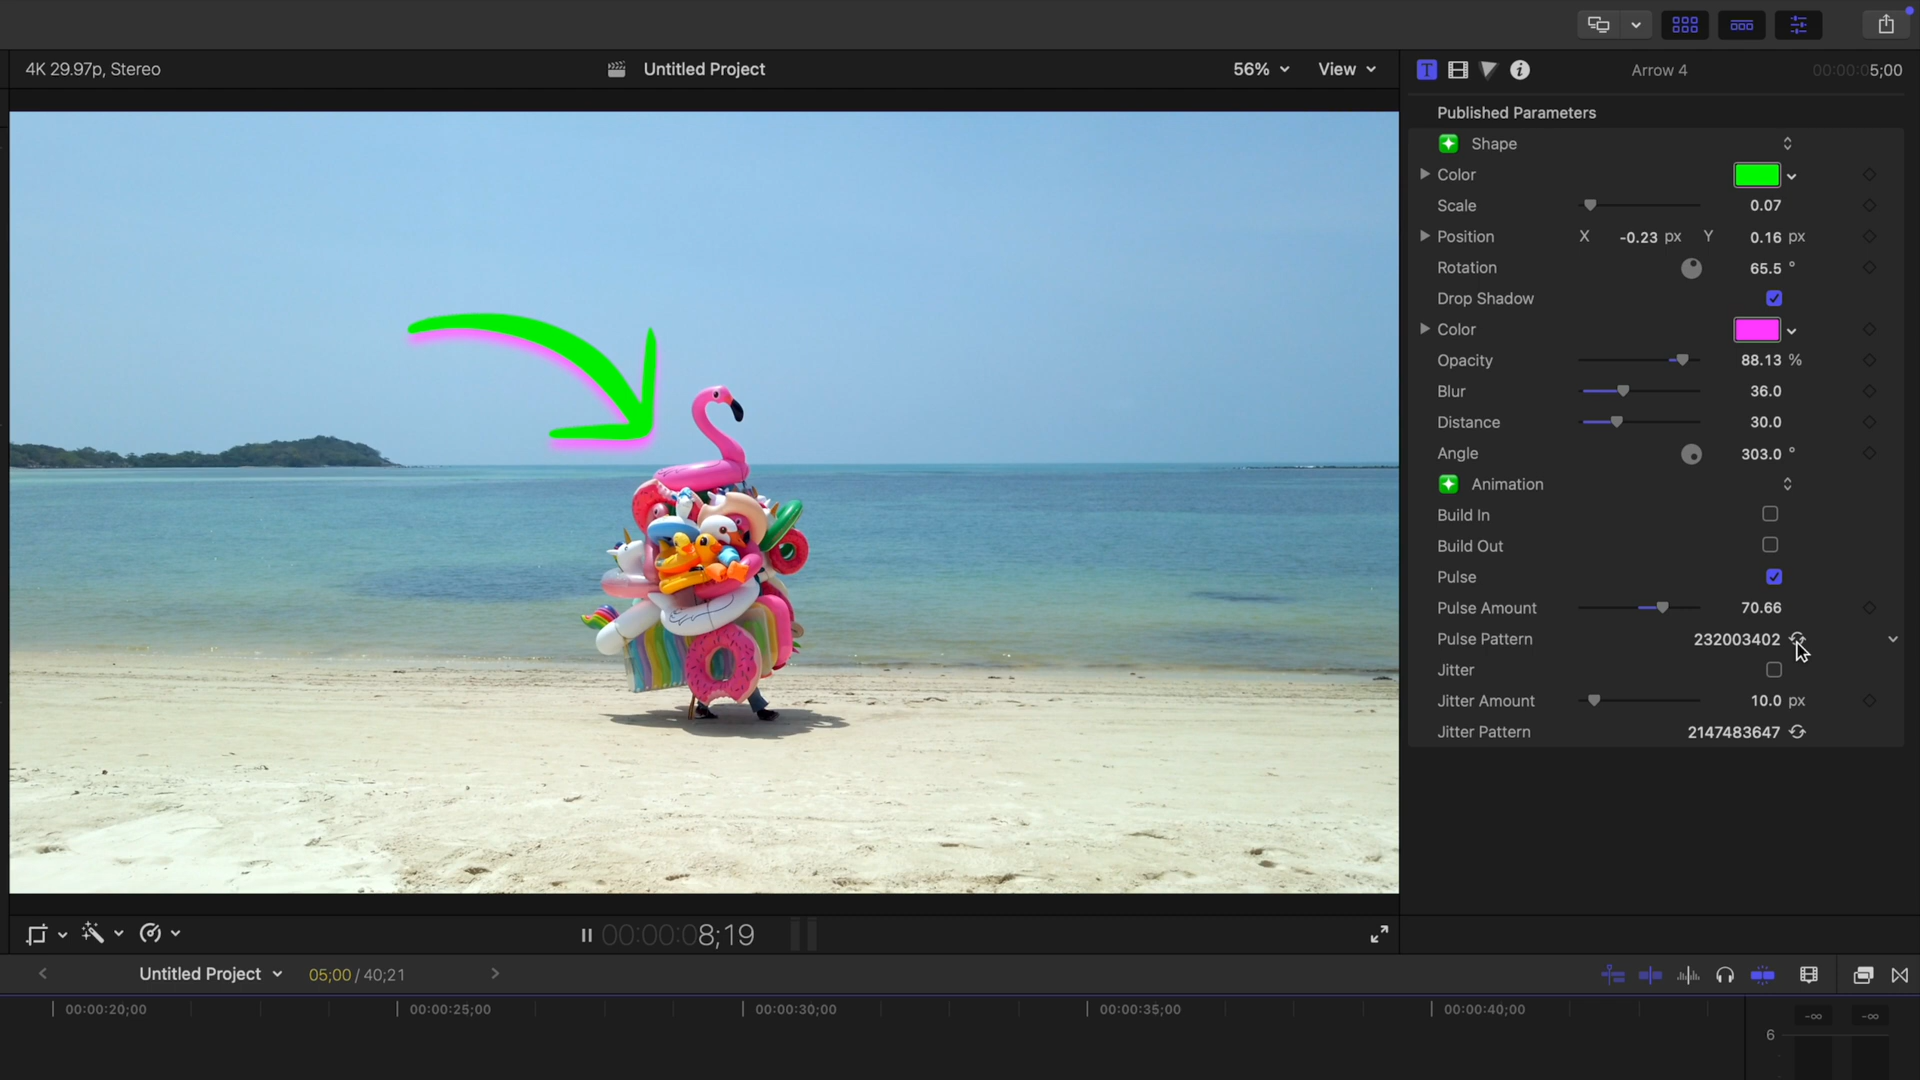 4K 29.97p, Stereo
Untitled Project
56%
View
T
i
Arrow 4
00:00:05;00
Published Parameters
Shape
Color
Scale 0.07
Position X -0.23 px Y 0.16 px
Rotation 65.5 °
Drop Shadow
Color
Opacity 88.13 %
Blur 36.0
Distance 30.0
Angle 303.0 °
Animation
Build In
Build Out
Pulse
Pulse Amount 70.66
Pulse Pattern 232003402
Jitter
Jitter Amount 10.0 px
Jitter Pattern 2147483647
00:00:08;19
Untitled Project
05:00 / 40;21
00:00:20;00
00:00:25;00
00:00:30;00
00:00:35;00
00:00:40;00
-∞ -∞
6